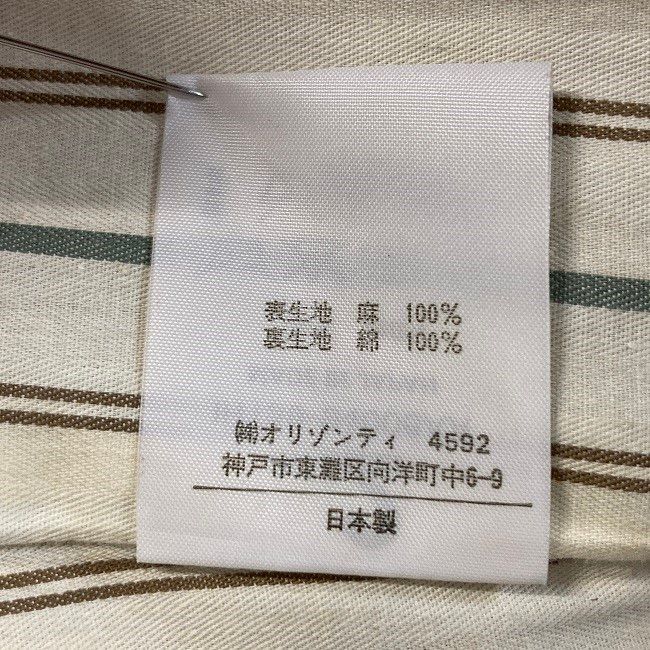 表生地 麻 100%
裏生地 綿 100%
㈱オリゾンティ 4592
神戸市東灘区向洋町中6-9
日本製